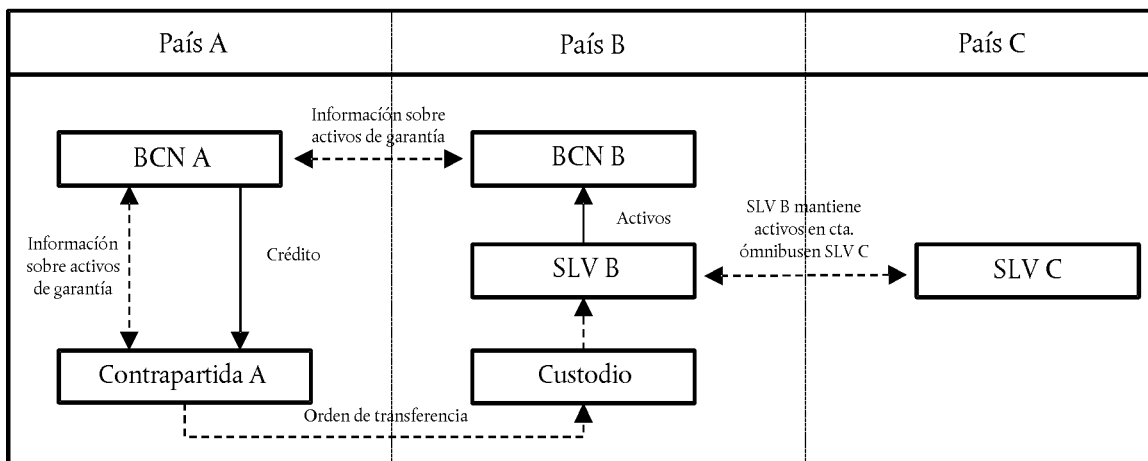 País A
País B
País C
Información sobre
activos de garantía
BCN A
BCN B
Información
sobre activos
de garantía
Crédito
Activos
SLV B mantiene
activos en cta.
ómnibusen SLV C
SLV B
SLV C
Contrapartida A
Custodio
Orden de transferencia